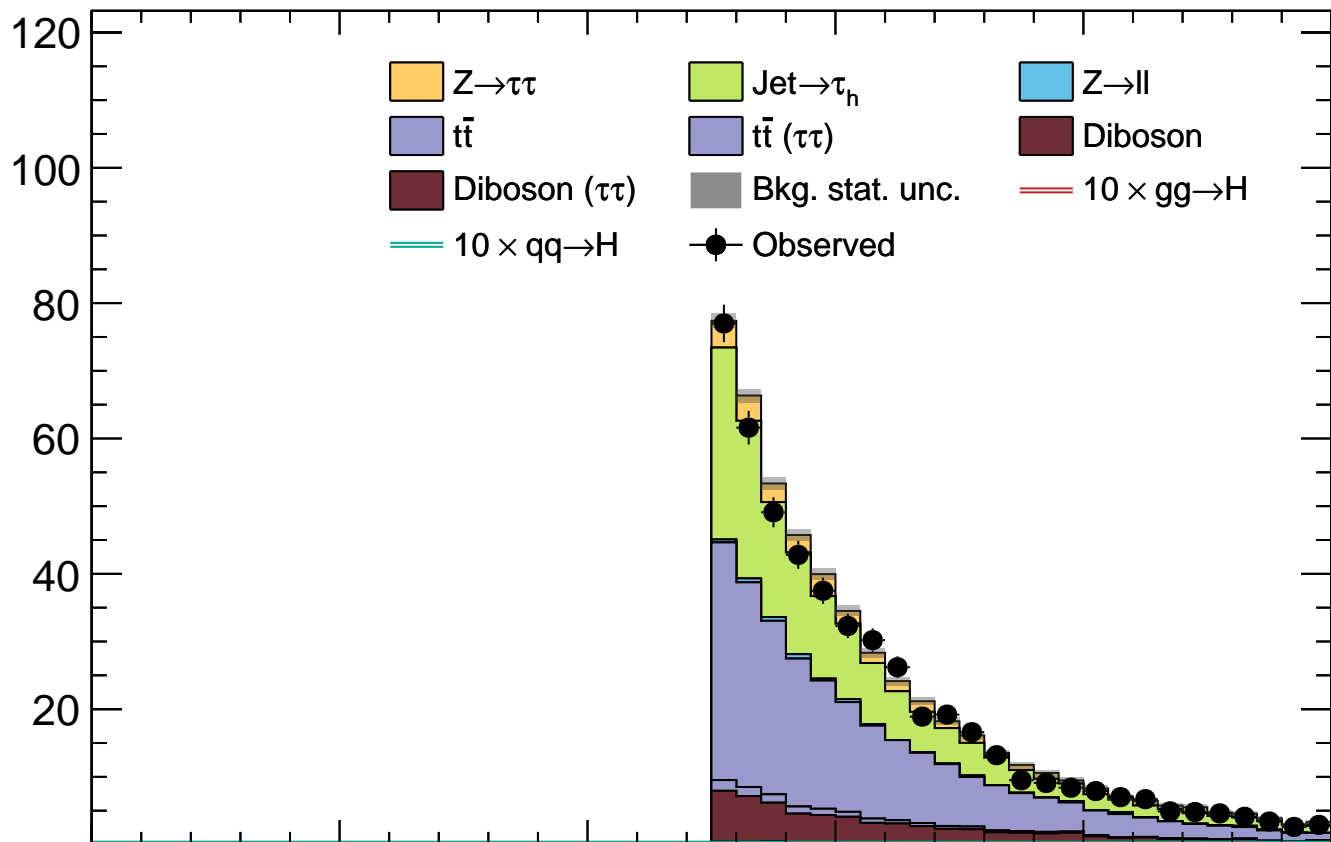 120
Z→ττ Jet→τh Z→ll
tt̄ tt̄ (ττ) Diboson
100
Diboson (ττ) Bkg. stat. unc. 10 × gg→H
10 × qq→H Observed
80
60
40
20